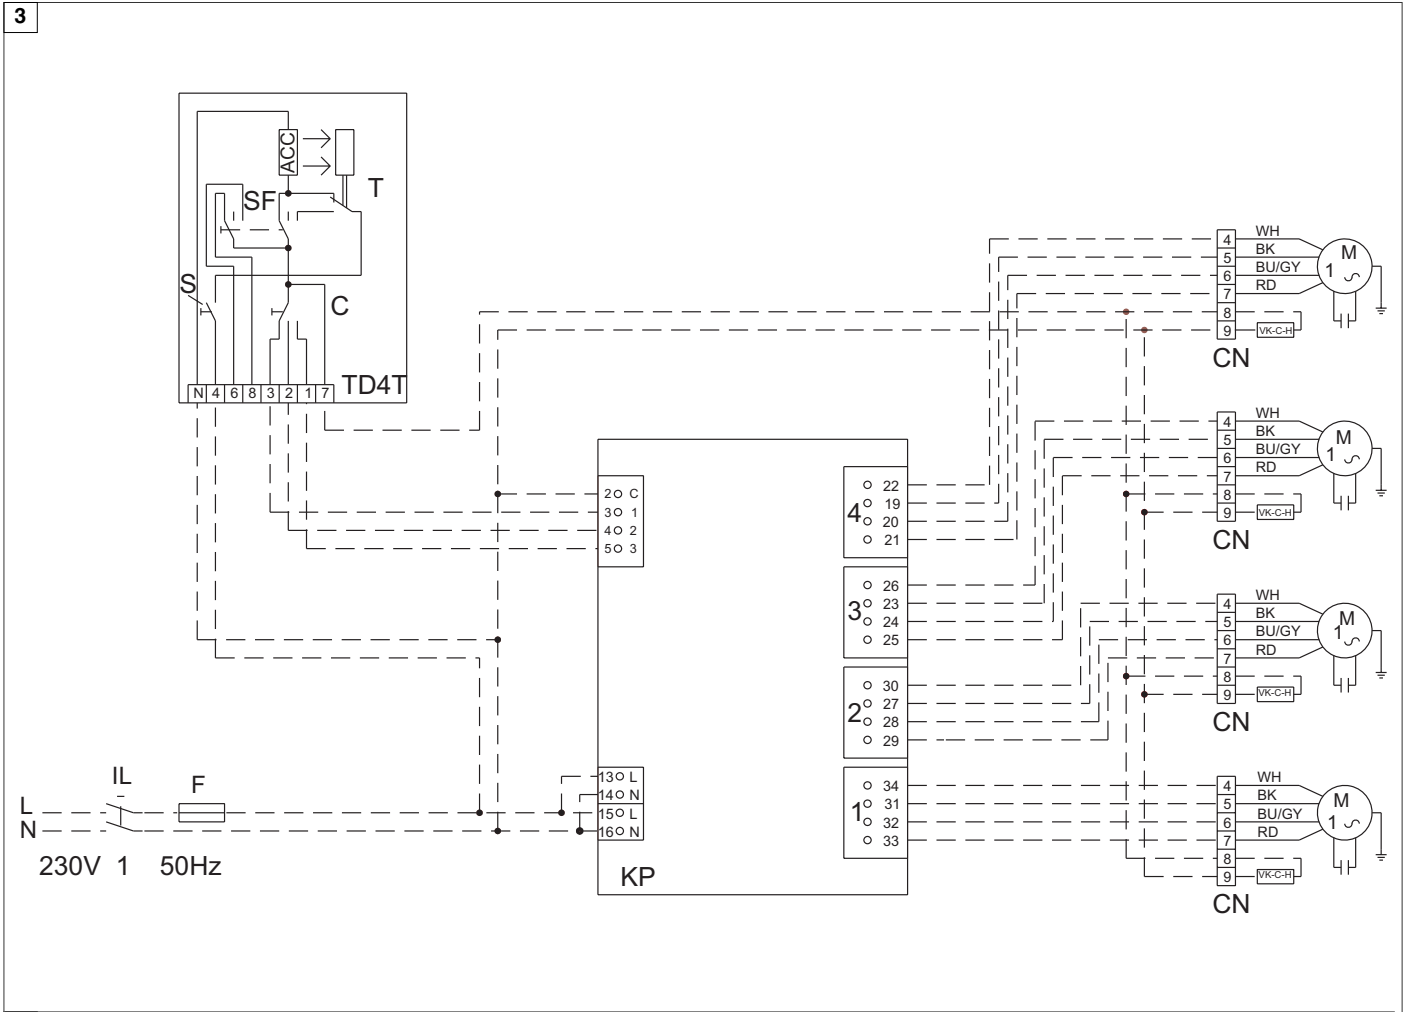 3
ACC
T
SF
S
C
N 4 6 8 3 2 1 7
TD4T
4 WH
5 BK
6 BU/GY
7 RD
8
9 VK-C-H
M
1
CN
4 WH
5 BK
6 BU/GY
7 RD
8
9 VK-C-H
M
1
CN
4 WH
5 BK
6 BU/GY
7 RD
8
9 VK-C-H
M
1
CN
4 WH
5 BK
6 BU/GY
7 RD
8
9 VK-C-H
M
1
CN
2 C
3 1
4 2
5 3
4
22
19
20
21
3
26
23
24
25
2
30
27
28
29
1
34
31
32
33
13 L
14 N
15 L
16 N
KP
IL
F
L
N
230V 1 50Hz